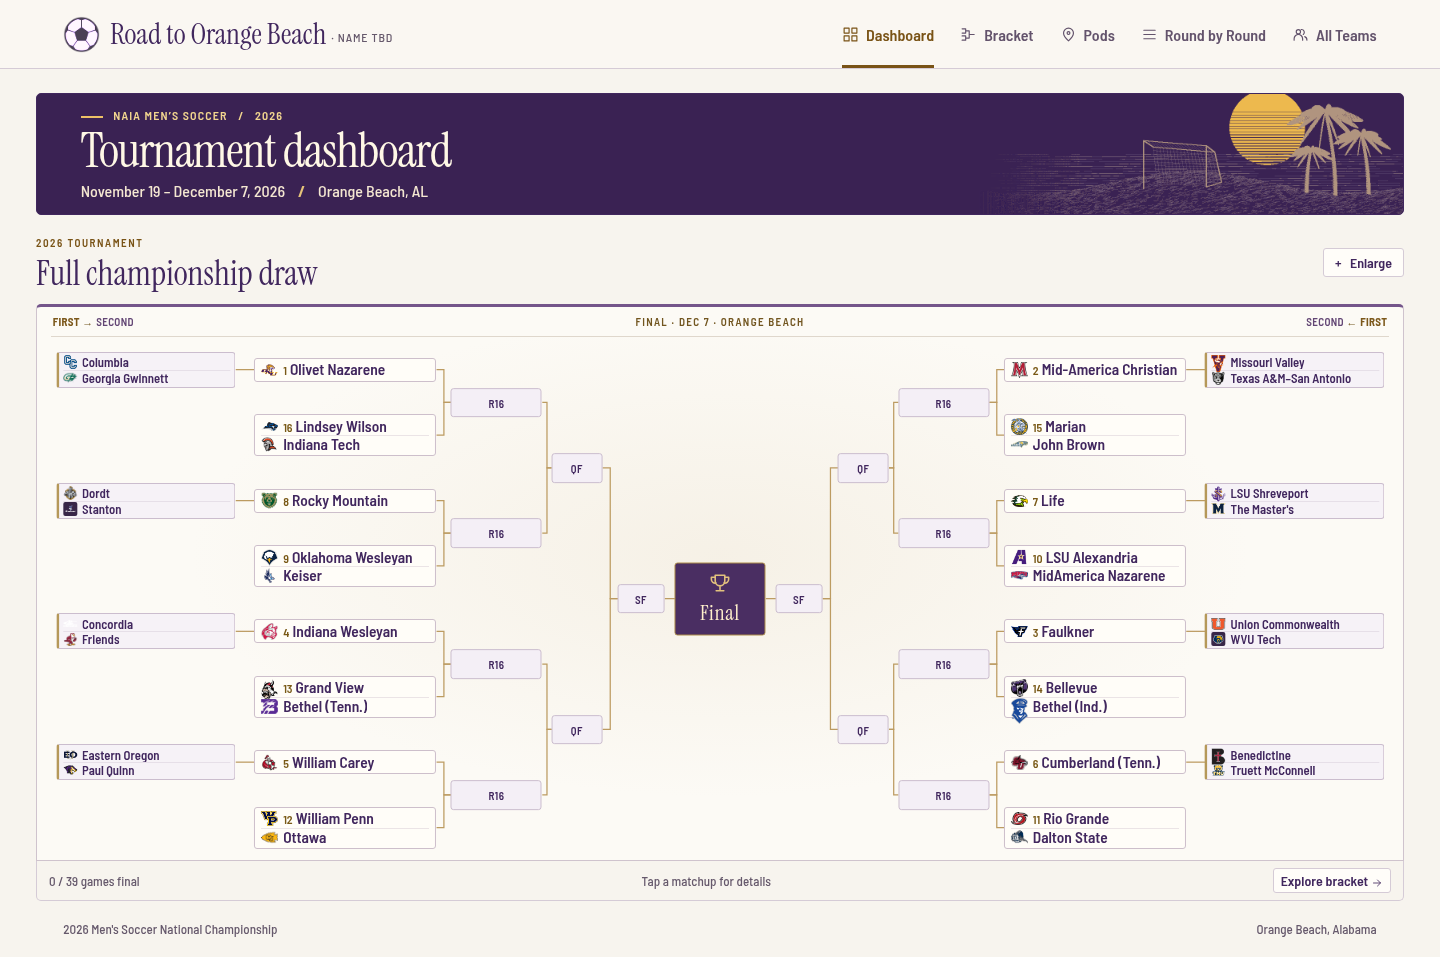 Road to Orange Beach · NAME TBD
Dashboard
Bracket
Pods
Round by Round
All Teams
NAIA MEN'S SOCCER / 2026
Tournament dashboard
November 19 – December 7, 2026 / Orange Beach, AL
2026 TOURNAMENT
Full championship draw
+ Enlarge
FIRST → SECOND
FINAL · DEC 7 · ORANGE BEACH
SECOND ← FIRST
Columbia
Georgia Gwinnett
1 Olivet Nazarene
16 Lindsey Wilson
Indiana Tech
R16
Dordt
Stanton
8 Rocky Mountain
9 Oklahoma Wesleyan
Keiser
R16
QF
Concordia
Friends
4 Indiana Wesleyan
13 Grand View
Bethel (Tenn.)
R16
Eastern Oregon
Paul Quinn
5 William Carey
12 William Penn
Ottawa
R16
QF
SF
Final
SF
QF
R16
2 Mid-America Christian
Missouri Valley
Texas A&M–San Antonio
15 Marian
John Brown
R16
7 Life
LSU Shreveport
The Master's
10 LSU Alexandria
MidAmerica Nazarene
QF
R16
3 Faulkner
Union Commonwealth
WVU Tech
14 Bellevue
Bethel (Ind.)
R16
6 Cumberland (Tenn.)
Benedictine
Truett McConnell
11 Rio Grande
Dalton State
0 / 39 games final
Tap a matchup for details
Explore bracket →
2026 Men's Soccer National Championship
Orange Beach, Alabama